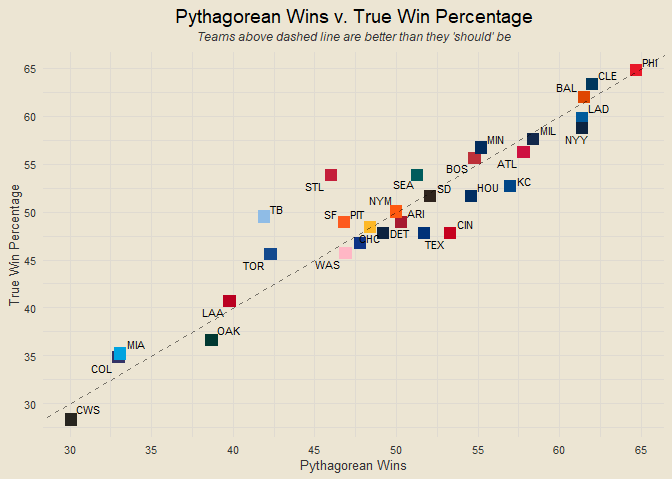 Pythagorean Wins v. True Win Percentage
Teams above dashed line are better than they 'should' be
True Win Percentage
65
60
55
50
45
40
35
30
PHI
CLE
BAL
LAD
NYY
MIL
MIN
ATL
BOS
STL
SEA
KC
SD
HOU
NYM
TB
SF
PIT
ARI
CIN
DET
TEX
CHC
WAS
TOR
LAA
OAK
MIA
COL
CWS
30
35
40
45
50
55
60
65
Pythagorean Wins